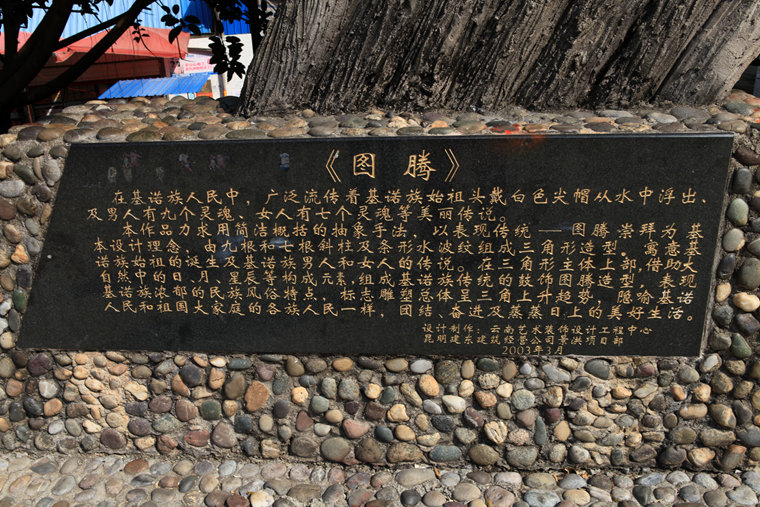 《图腾》
在基诺族人民中，广泛流传着基诺族始祖头戴白色尖帽从水中浮出、
及男人有九个灵魂、女人有七个灵魂等美丽传说。
本作品力求用简洁概括的抽象手法，以表现传统——图腾崇拜为基
本设计理念，由九根和七根斜柱及条形水波纹组成三角形造型。寓意基
诺族始祖的诞生及基诺族男人和女人的传说。在三角形主体上部，借助大
自然中的日、月、星辰等构成元素，组成基诺族传统的鼓饰图腾造型，表现
基诺族浓郁的民族风俗特点，标志雕塑总体呈三角上升趋势，隐喻基诺
人民和祖国大家庭的各族人民一样，团结、奋进及蒸蒸日上的美好生活。
设计制作：云南艺术装饰设计工程中心
昆明建东建筑经营公司景洪项目部
2003年3月